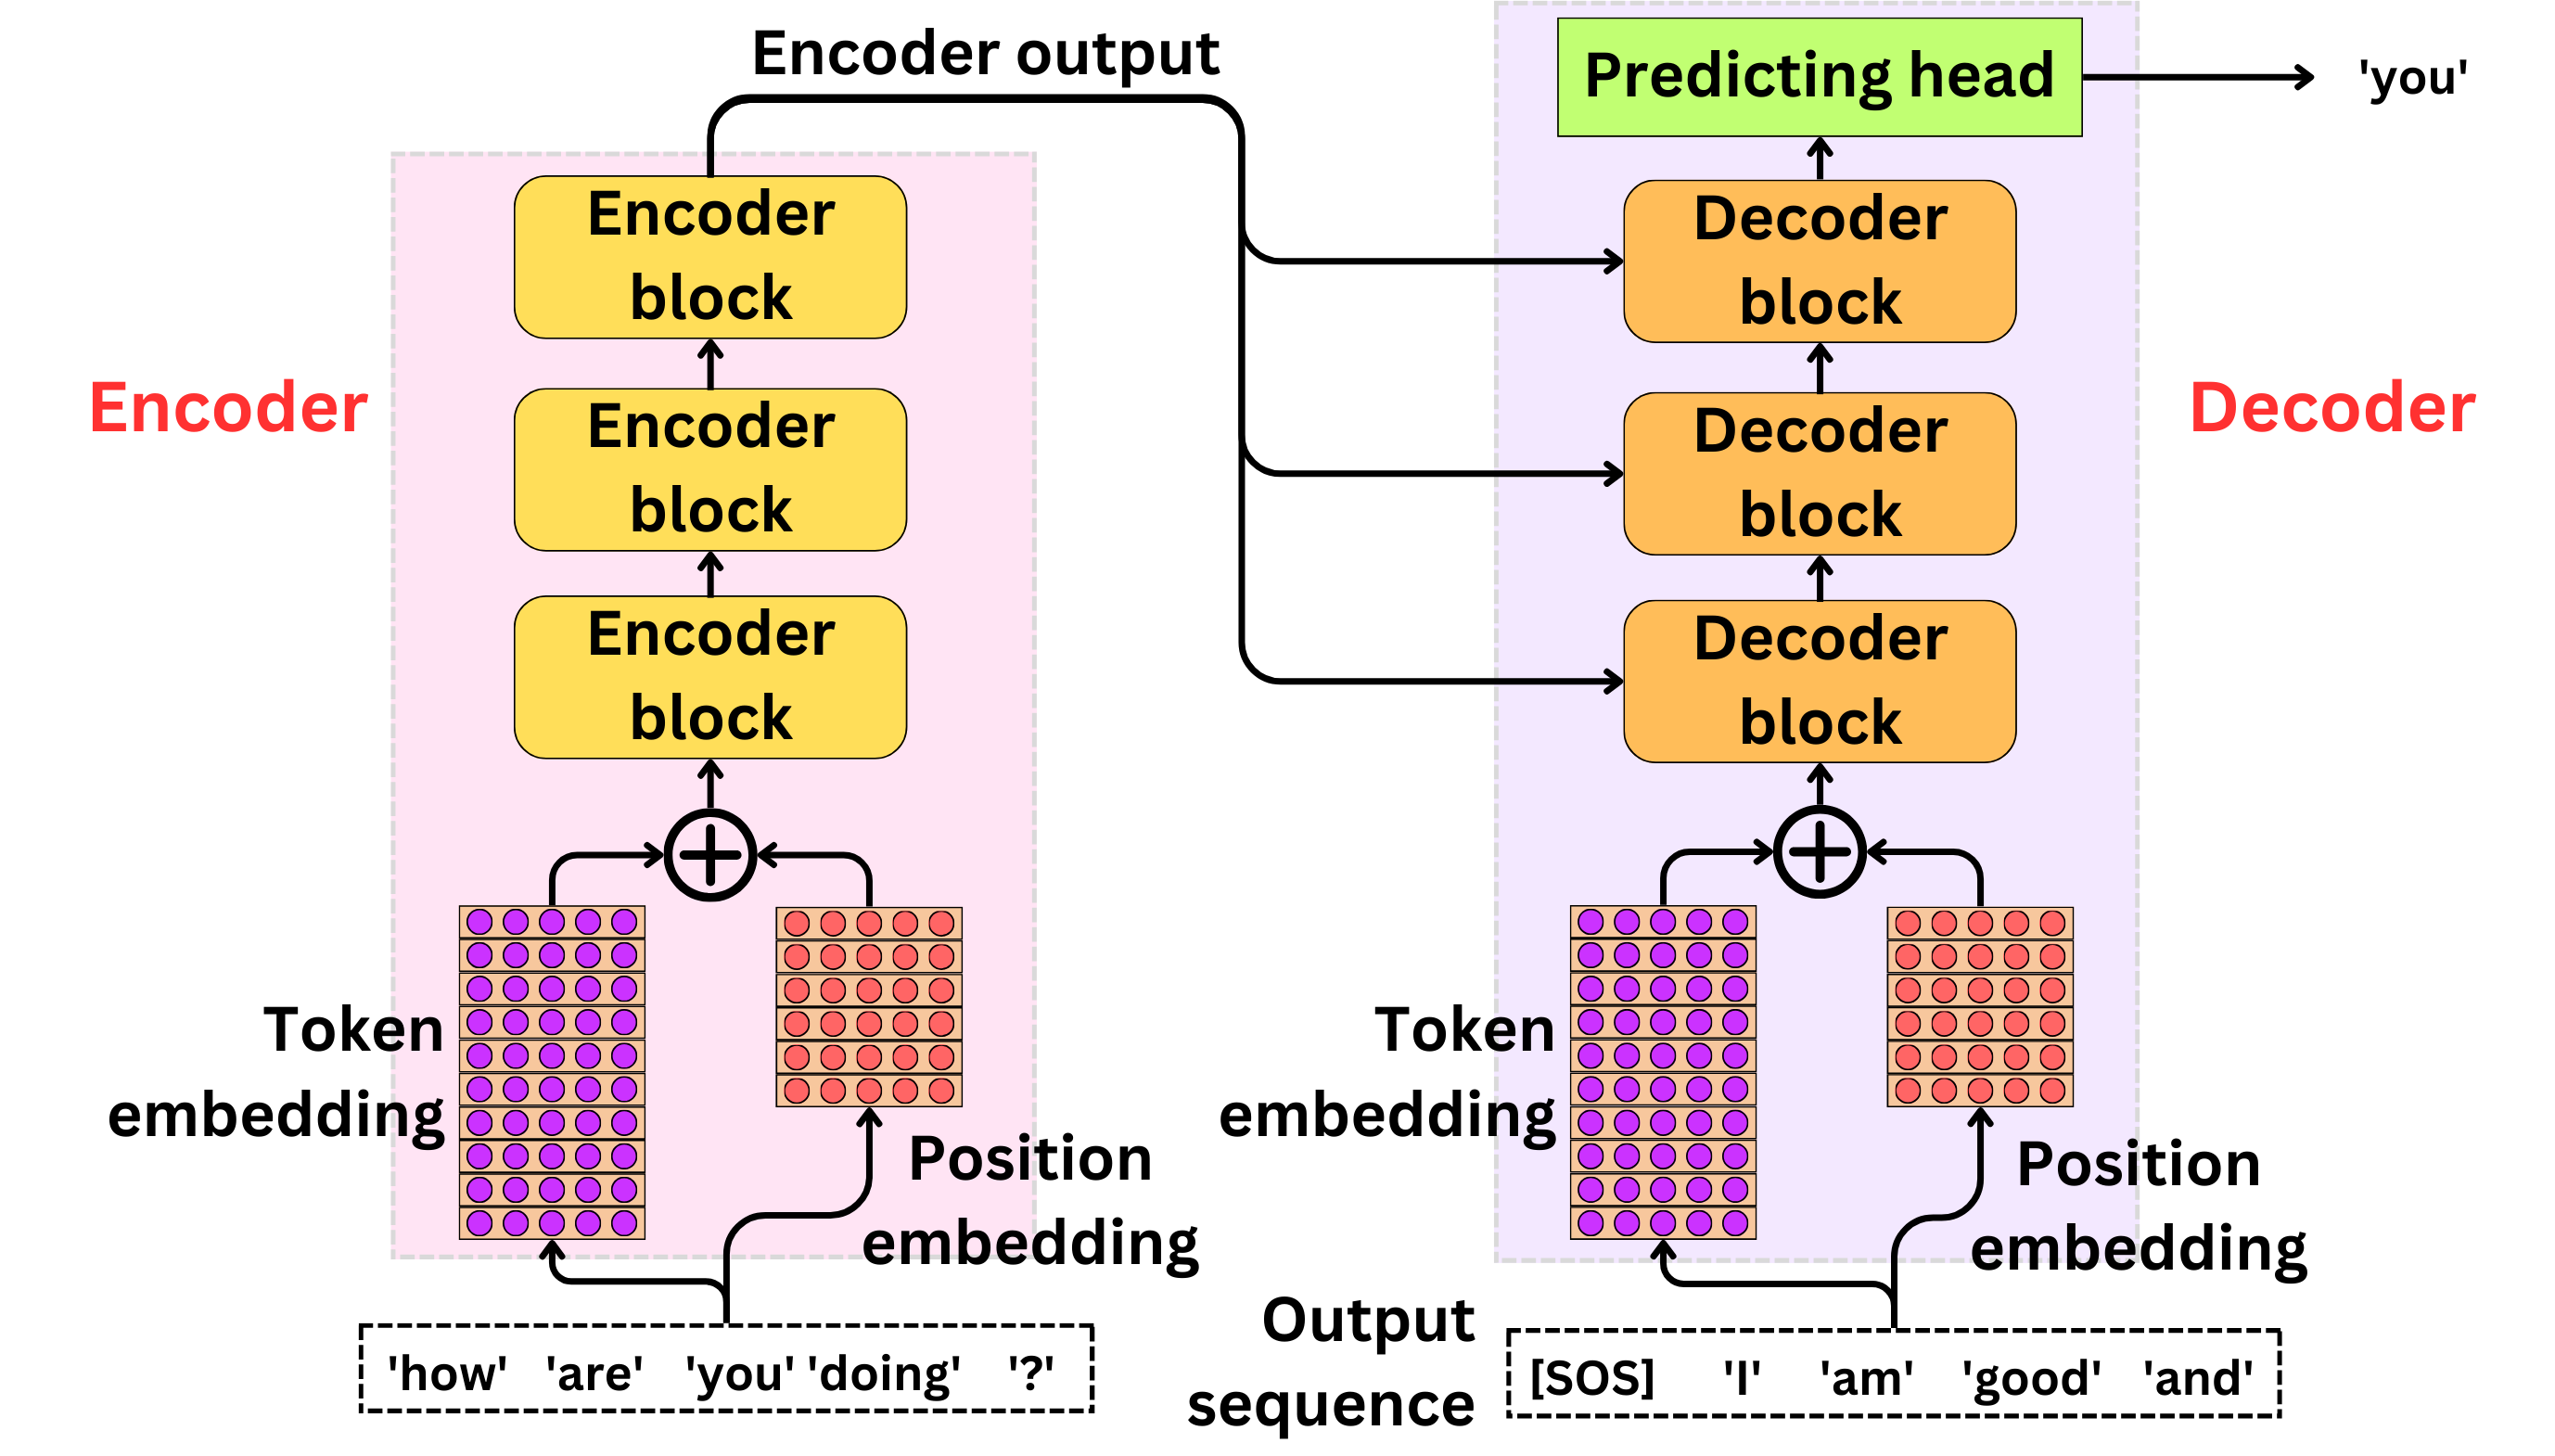 Encoder output
Predicting head
'you'
Encoder
block
Encoder
block
Encoder
block
Encoder
Decoder
block
Decoder
block
Decoder
block
Decoder
Token
embedding
Position
embedding
'how' 'are' 'you' 'doing' '?'
Token
embedding
Position
embedding
Output
sequence
[SOS] 'I' 'am' 'good' 'and'